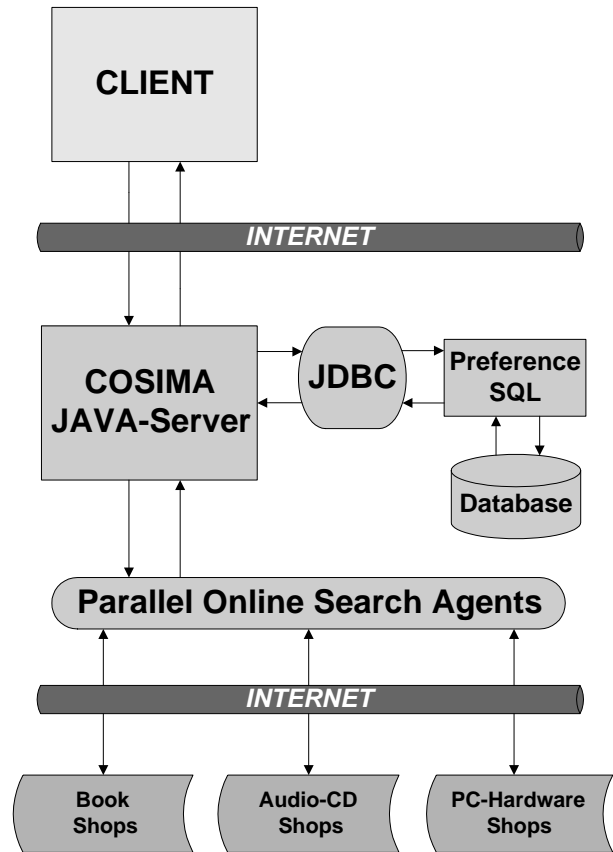 CLIENT
INTERNET
COSIMA
JAVA-Server
JDBC
Preference
SQL
Database
Parallel Online Search Agents
INTERNET
Book
Shops
Audio-CD
Shops
PC-Hardware
Shops